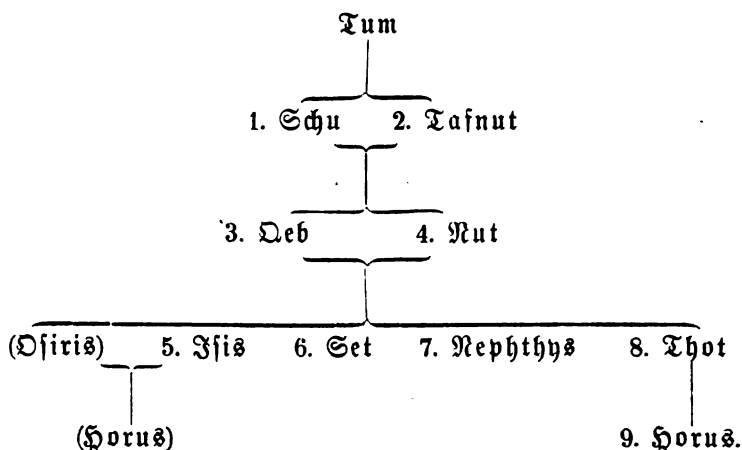 Tum
1. Schu 2. Tafnut
3. Qeb 4. Nut
(Osiris) 5. Isis 6. Set 7. Nephthys 8. Thot
(Horus) 9. Horus.